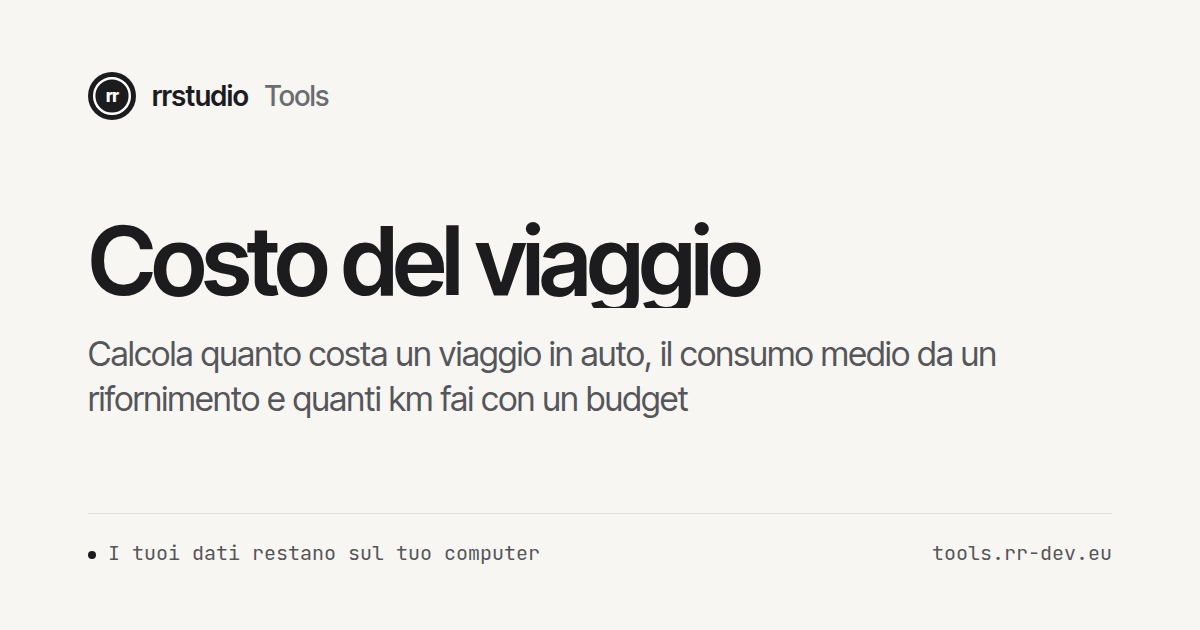 rr rrstudio Tools
Costo del viaggio
Calcola quanto costa un viaggio in auto, il consumo medio da un
rifornimento e quanti km fai con un budget
I tuoi dati restano sul tuo computer
tools.rr-dev.eu